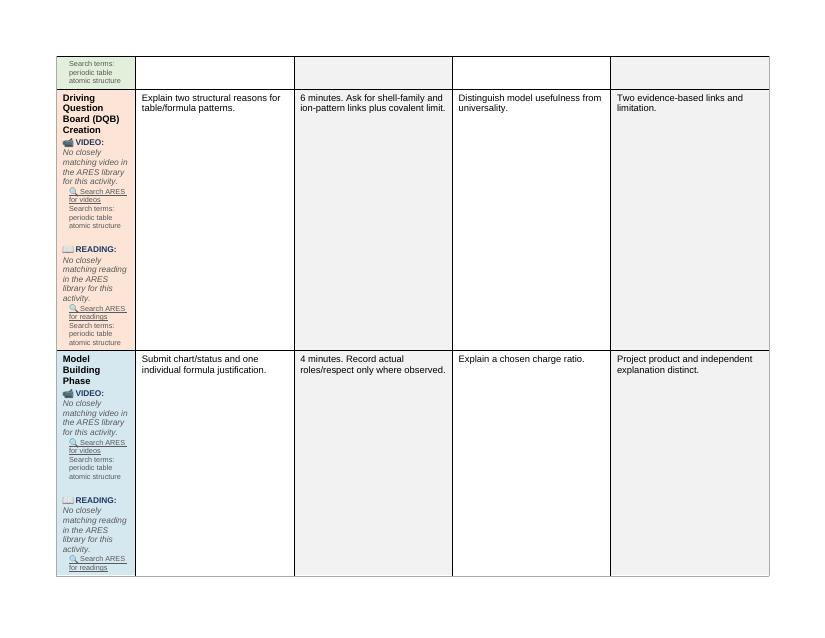 Search terms:
periodic table
atomic structure
Driving
Question
Board (DQB)
Creation
📹 VIDEO:
No closely
matching video in
the ARES library
for this activity.
🔍 Search ARES
for videos
Search terms:
periodic table
atomic structure
📖 READING:
No closely
matching reading
in the ARES
library for this
activity.
🔍 Search ARES
for readings
Search terms:
periodic table
atomic structure
Explain two structural reasons for
table/formula patterns.
6 minutes. Ask for shell-family and
ion-pattern links plus covalent limit.
Distinguish model usefulness from
universality.
Two evidence-based links and
limitation.
Model
Building
Phase
📹 VIDEO:
No closely
matching video in
the ARES library
for this activity.
🔍 Search ARES
for videos
Search terms:
periodic table
atomic structure
📖 READING:
No closely
matching reading
in the ARES
library for this
activity.
🔍 Search ARES
for readings
Submit chart/status and one
individual formula justification.
4 minutes. Record actual
roles/respect only where observed.
Explain a chosen charge ratio.
Project product and independent
explanation distinct.